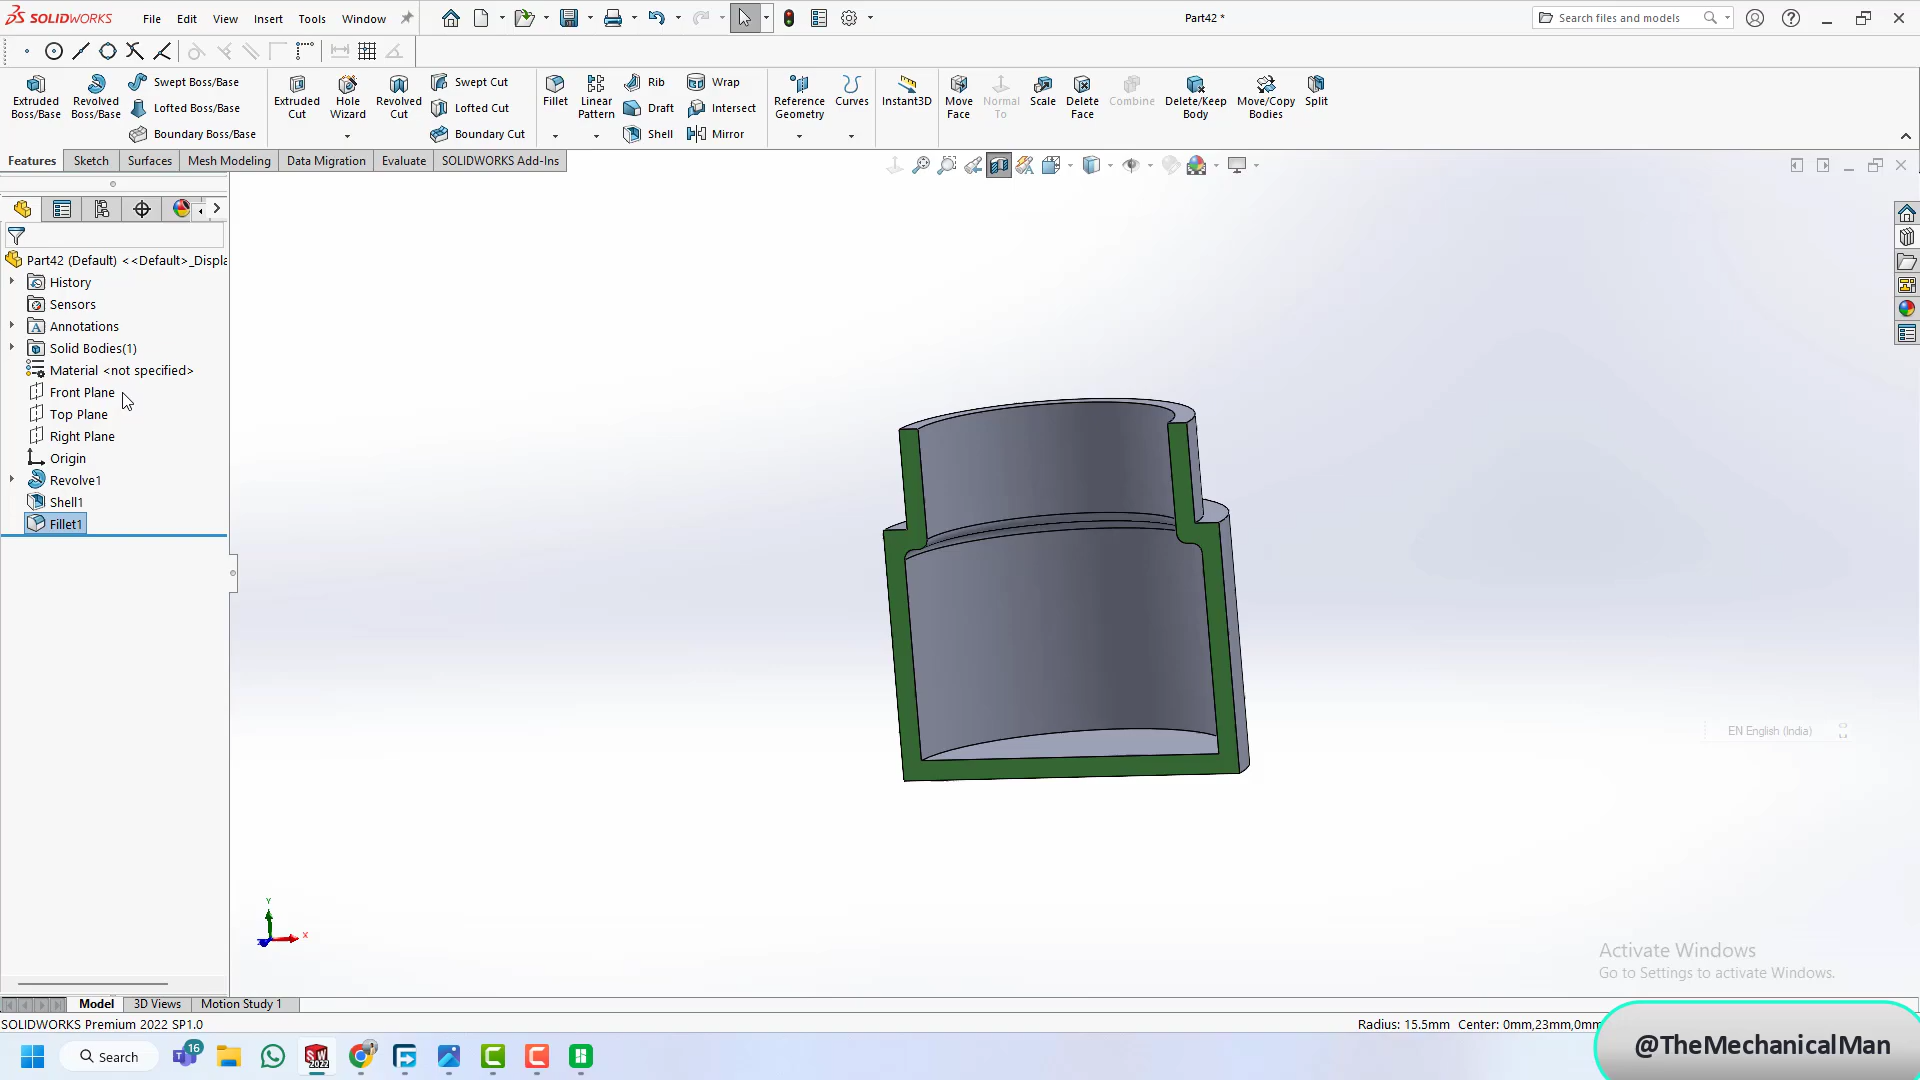 SOLIDWORKS File Edit View Insert Tools Window Part42 * Search files and models
Extruded Boss/Base Revolved Boss/Base Swept Boss/Base Lofted Boss/Base Boundary Boss/Base
Extruded Cut Hole Wizard Revolved Cut Swept Cut Lofted Cut Boundary Cut
Fillet Linear Pattern Rib Draft Shell Wrap Intersect Mirror
Reference Geometry Curves Instant3D
Move Face Normal To Scale Delete Face Combine Delete/Keep Body Move/Copy Bodies Split
Features Sketch Surfaces Mesh Modeling Data Migration Evaluate SOLIDWORKS Add-Ins
Part42 (Default) <<Default>_Displa
History
Sensors
Annotations
Solid Bodies(1)
Material <not specified>
Front Plane
Top Plane
Right Plane
Origin
Revolve1
Shell1
Fillet1
EN English (India)
Y
X
Z
Activate Windows
Go to Settings to activate Windows.
Model 3D Views Motion Study 1
SOLIDWORKS Premium 2022 SP1.0 Radius: 15.5mm Center: 0mm,23mm,0mm
@TheMechanicalMan
Search 16 SW 2022